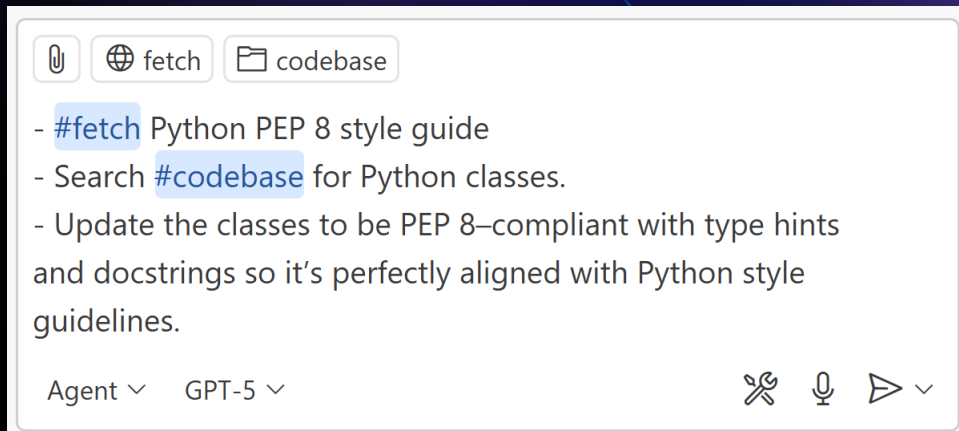 fetch codebase
- #fetch Python PEP 8 style guide
- Search #codebase for Python classes.
- Update the classes to be PEP 8–compliant with type hints
and docstrings so it’s perfectly aligned with Python style
guidelines.
Agent GPT-5